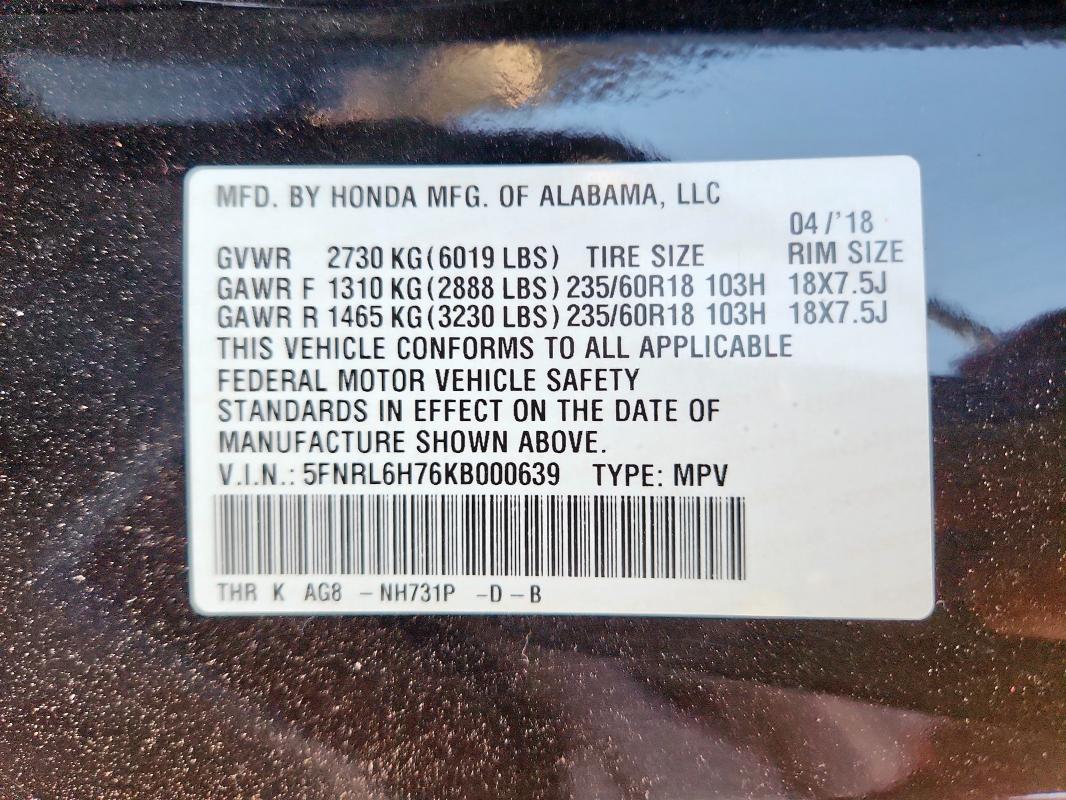 MFD. BY HONDA MFG. OF ALABAMA, LLC
04/'18
GVWR 2730 KG(6019 LBS) TIRE SIZE RIM SIZE
GAWR F 1310 KG(2888 LBS) 235/60R18 103H 18X7.5J
GAWR R 1465 KG(3230 LBS) 235/60R18 103H 18X7.5J
THIS VEHICLE CONFORMS TO ALL APPLICABLE
FEDERAL MOTOR VEHICLE SAFETY
STANDARDS IN EFFECT ON THE DATE OF
MANUFACTURE SHOWN ABOVE.
V.I.N.: 5FNRL6H76KB000639 TYPE: MPV
THR K AG8 - NH731P -D-B